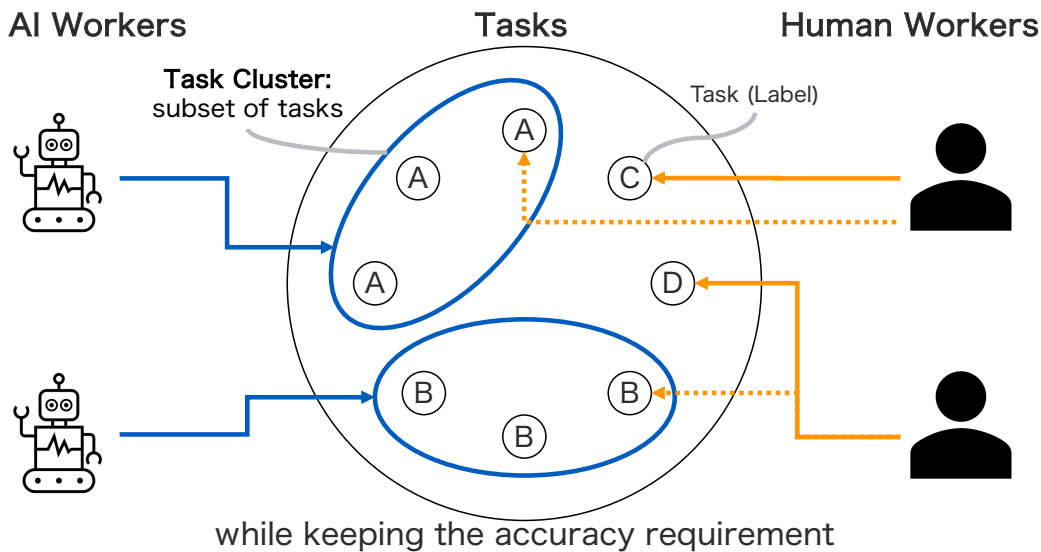 AI Workers
Tasks
Human Workers
Task Cluster:
subset of tasks
Task (Label)
A
A
C
A
D
B
B
B
while keeping the accuracy requirement